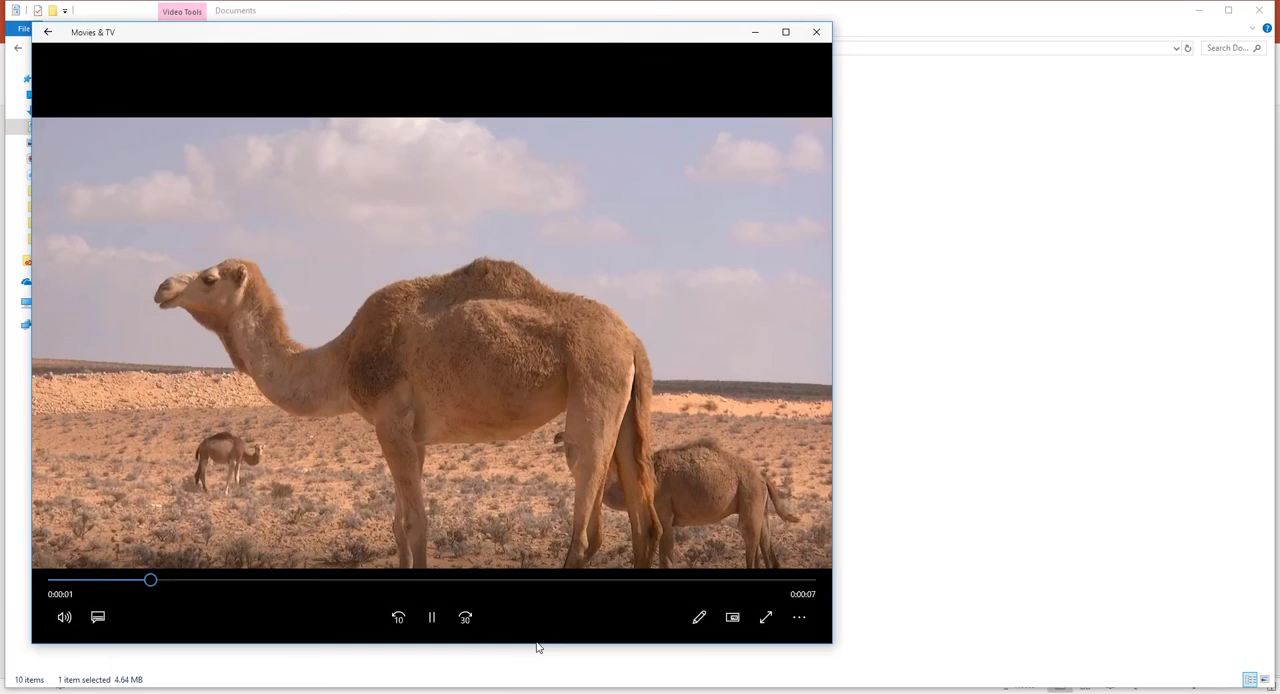 Video Tools
Documents
File
Movies & TV
Search Do...
0:00:01
0:00:07
10
30
10 items
1 item selected 4.64 MB